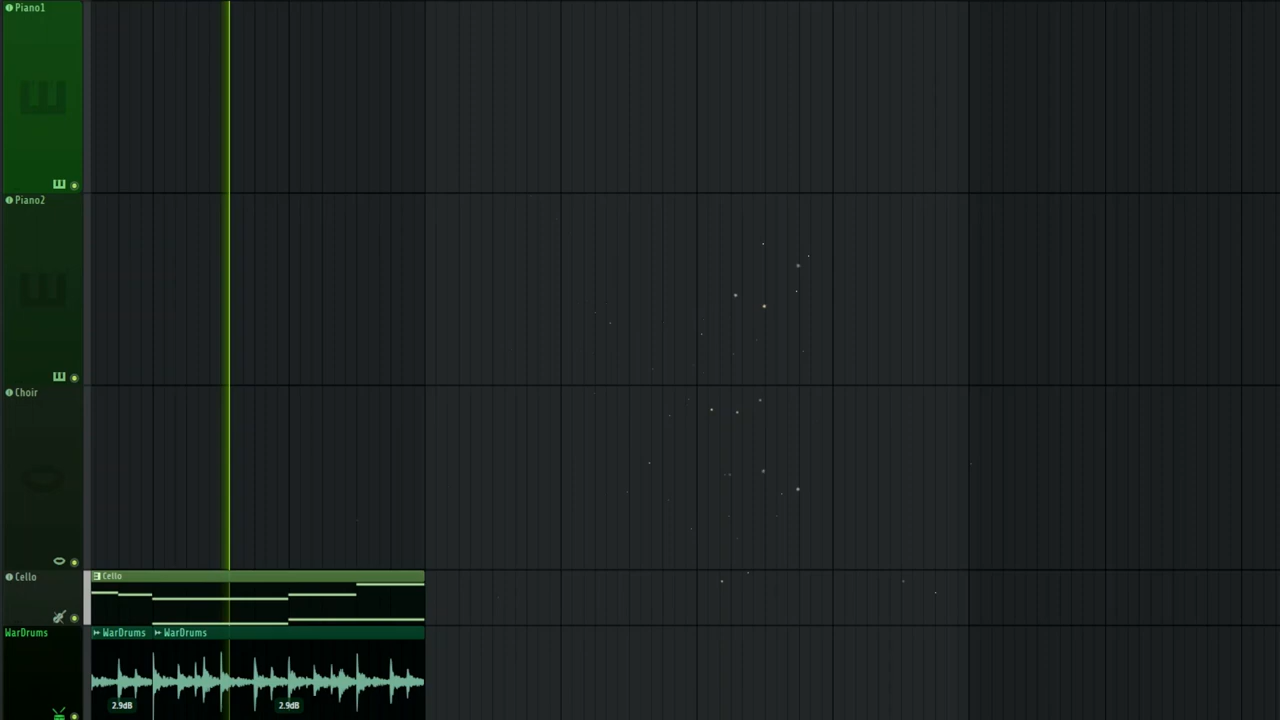 Piano1
Piano2
Choir
Cello
Cello
WarDrums
WarDrums WarDrums
2.9dB 2.9dB